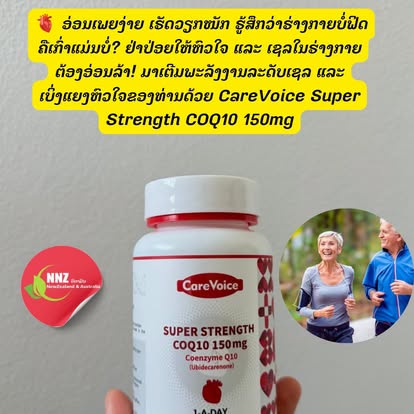 🫀 ອ່ອນເພຍງ່າຍ ເຮັດວຽກໜັກ ຮູ້ສຶກວ່າຮ່າງກາຍບໍ່ຟິດ
ຄືເກົ່າແມ່ນບໍ່? ຢ່າປ່ອຍໃຫ້ຫົວໃຈ ແລະ ເຊລໃນຮ່າງກາຍ
ຕ້ອງອ່ອນລ້າ! ມາເຕີມພະລັງງານລະດັບເຊລ ແລະ
ເບິ່ງແຍງຫົວໃຈຂອງທ່ານດ້ວຍ CareVoice Super
Strength COQ10 150mg
NNZ
NewZealand & Australia
CareVoice
SUPER STRENGTH
COQ10 150mg
Coenzyme Q10
(Ubidecarenone)
1-A-DAY